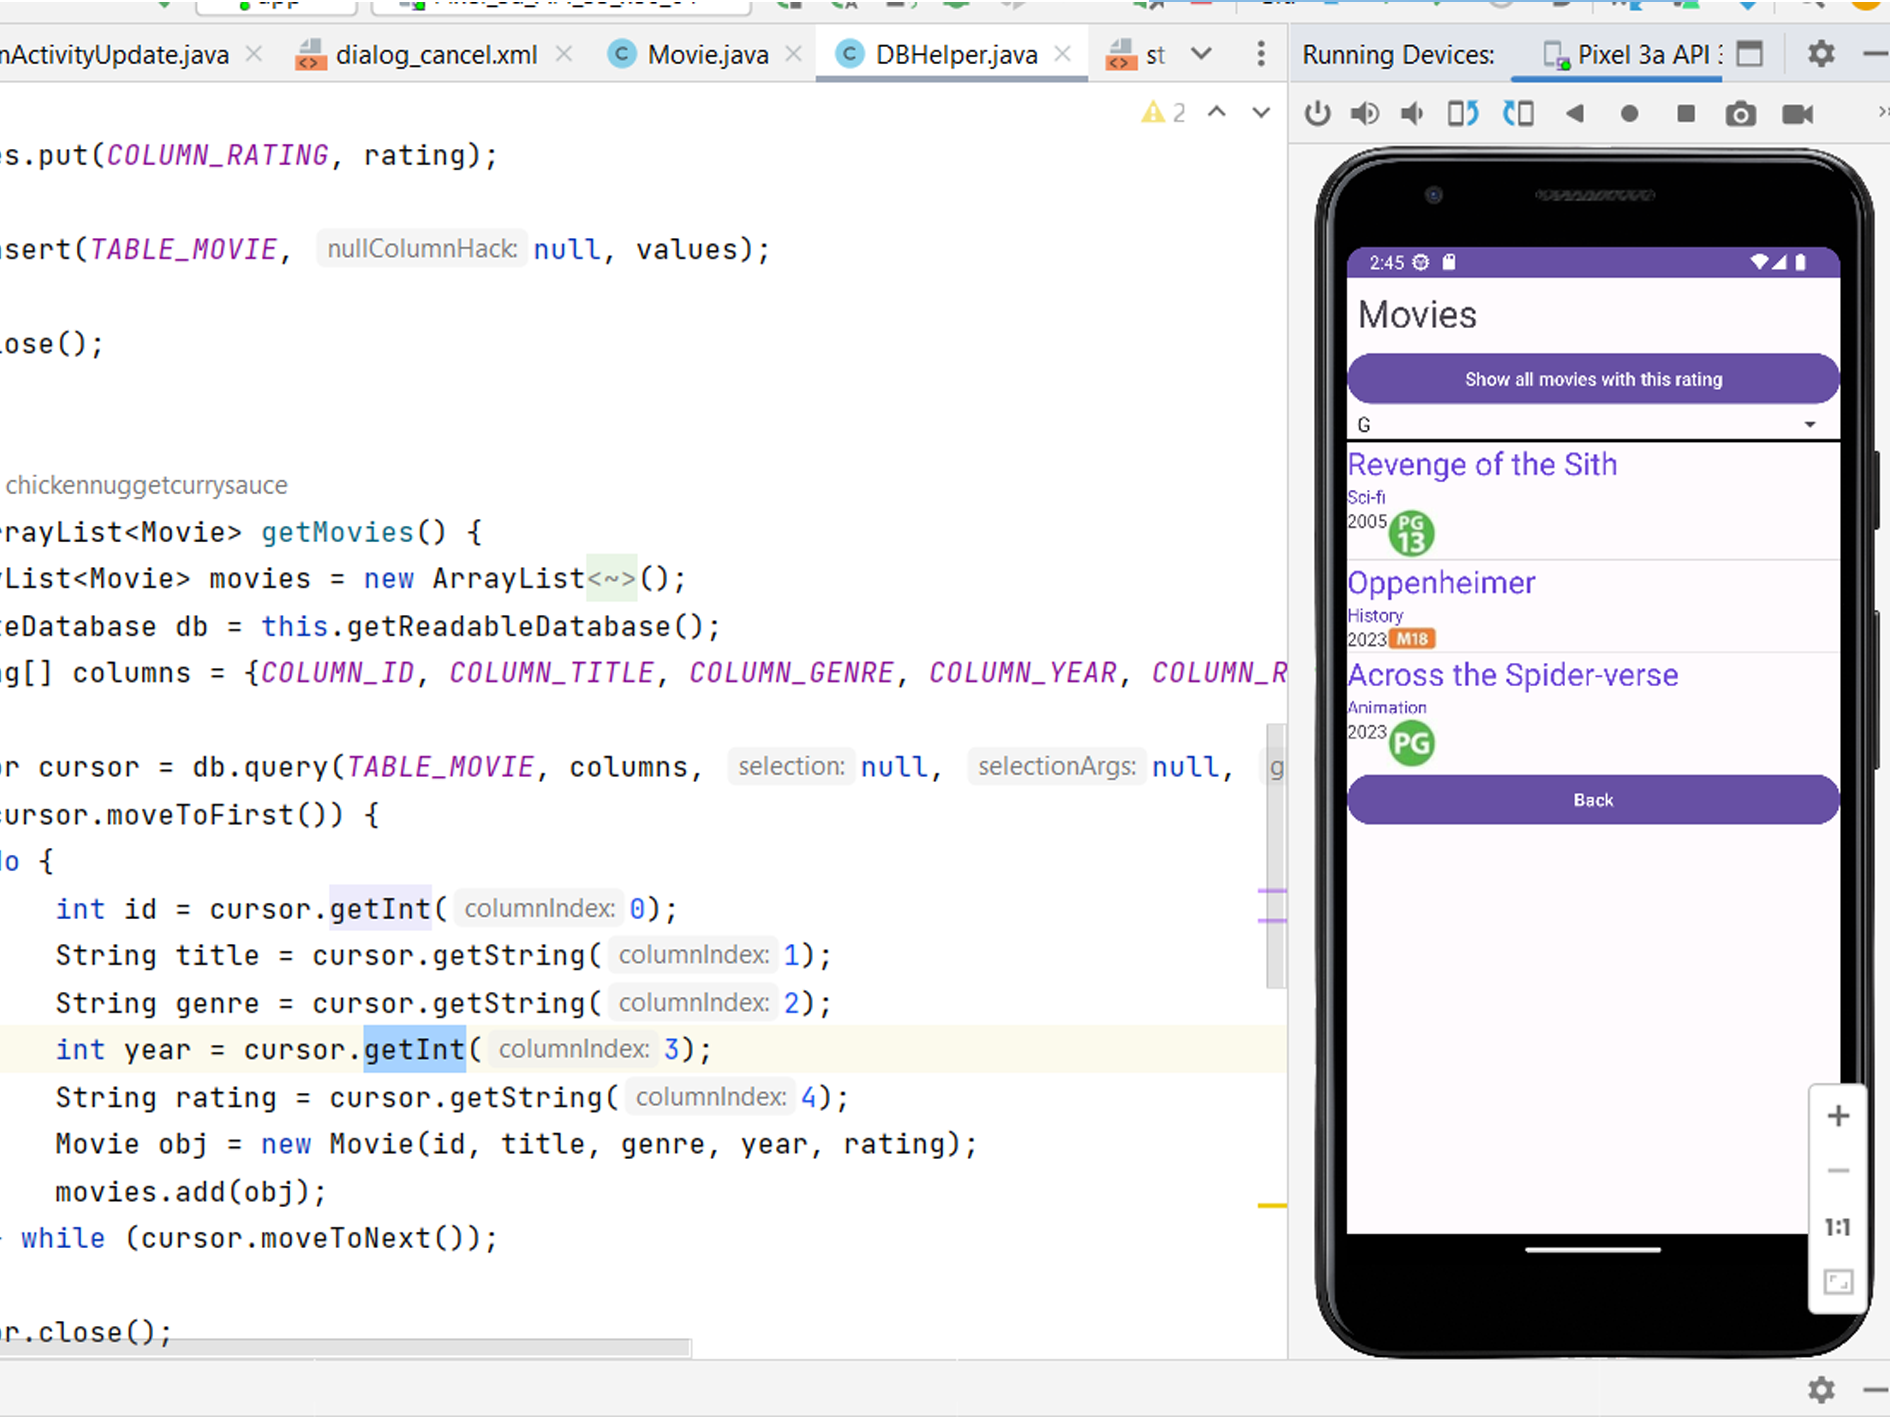 nActivityUpdate.java dialog_cancel.xml Movie.java DBHelper.java st
2
s.put(COLUMN_RATING, rating);
sert(TABLE_MOVIE, nullColumnHack: null, values);
ose();
chickennuggetcurrysauce
rrayList<Movie> getMovies() {
List<Movie> movies = new ArrayList<~>();
eDatabase db = this.getReadableDatabase();
g[] columns = {COLUMN_ID, COLUMN_TITLE, COLUMN_GENRE, COLUMN_YEAR, COLUMN_R
r cursor = db.query(TABLE_MOVIE, columns, selection: null, selectionArgs: null, g
cursor.moveToFirst()) {
do {
int id = cursor.getInt( columnIndex: 0);
String title = cursor.getString( columnIndex: 1);
String genre = cursor.getString( columnIndex: 2);
int year = cursor.getInt( columnIndex: 3);
String rating = cursor.getString( columnIndex: 4);
Movie obj = new Movie(id, title, genre, year, rating);
movies.add(obj);
while (cursor.moveToNext());
r.close();
Running Devices: Pixel 3a API 3
2:45
Movies
Show all movies with this rating
G
Revenge of the Sith
Sci-fi
2005 PG 13
Oppenheimer
History
2023 M18
Across the Spider-verse
Animation
2023 PG
Back
1:1